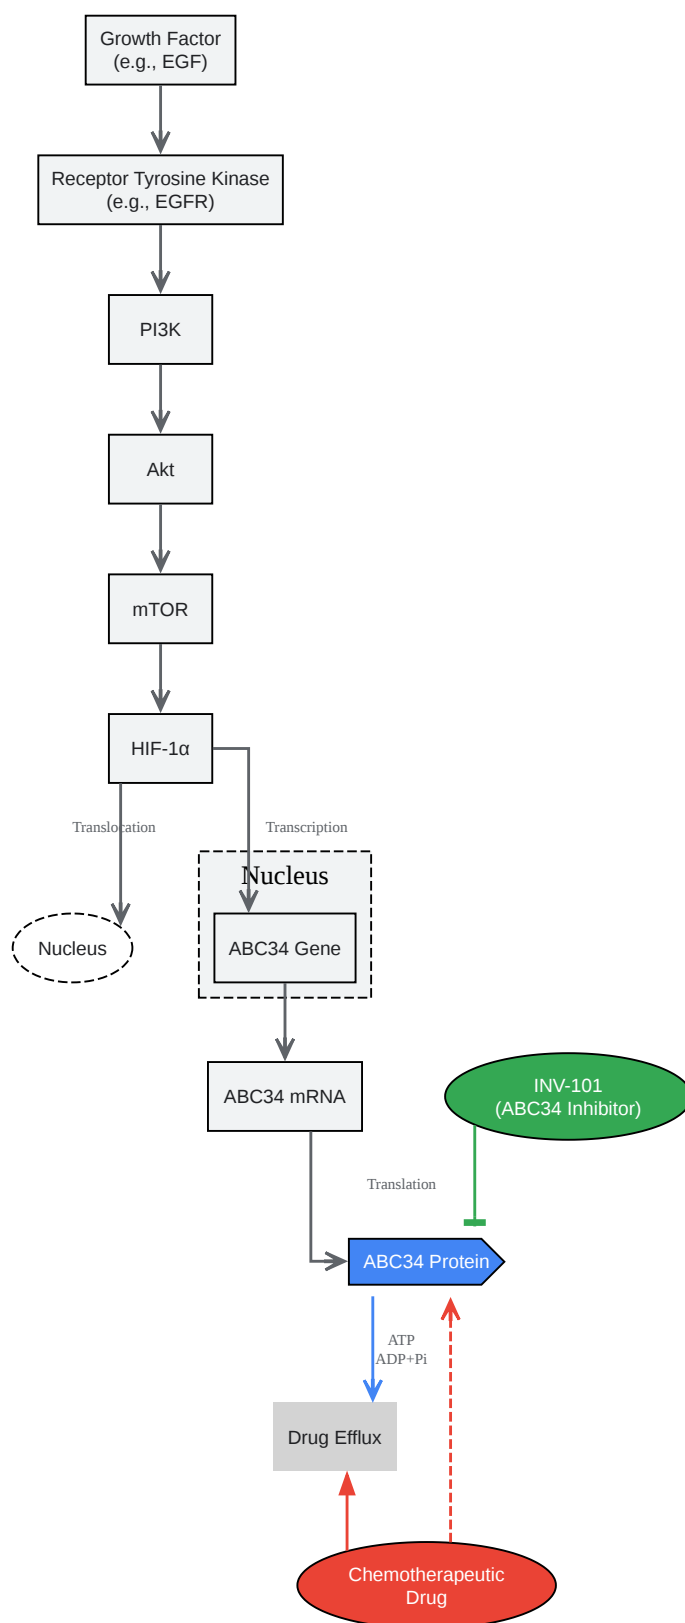 Growth Factor
(e.g., EGF)
Receptor Tyrosine Kinase
(e.g., EGFR)
PI3K
Akt
mTOR
HIF-1α
Translocation
Transcription
Nucleus
Nucleus
ABC34 Gene
ABC34 mRNA
INV-101
(ABC34 Inhibitor)
Translation
ABC34 Protein
ATP
ADP+Pi
Drug Efflux
Chemotherapeutic
Drug